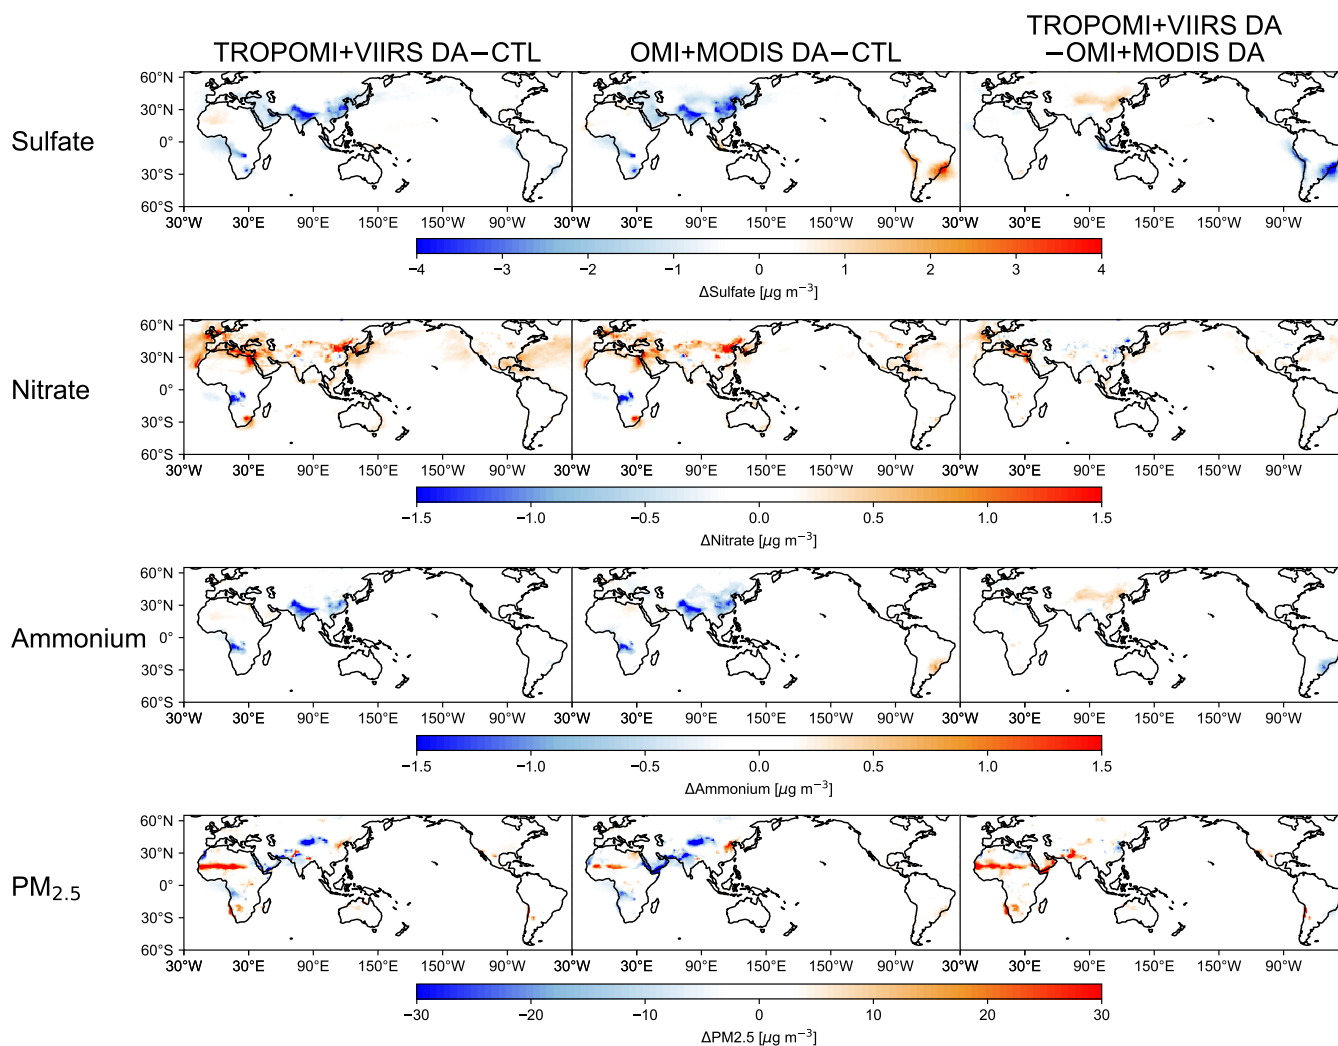 TROPOMI+VIIRS DA−CTL OMI+MODIS DA−CTL TROPOMI+VIIRS DA
−OMI+MODIS DA
Sulfate
60°N
30°N
0°
30°S
60°S
30°W 30°E 90°E 150°E 150°W 90°W 30°W 30°E 90°E 150°E 150°W 90°W 30°W 30°E 90°E 150°E 150°W 90°W
−4 −3 −2 −1 0 1 2 3 4
ΔSulfate [μg m⁻³]
Nitrate
60°N
30°N
0°
30°S
60°S
30°W 30°E 90°E 150°E 150°W 90°W 30°W 30°E 90°E 150°E 150°W 90°W 30°W 30°E 90°E 150°E 150°W 90°W
−1.5 −1.0 −0.5 0.0 0.5 1.0 1.5
ΔNitrate [μg m⁻³]
Ammonium
60°N
30°N
0°
30°S
60°S
30°W 30°E 90°E 150°E 150°W 90°W 30°W 30°E 90°E 150°E 150°W 90°W 30°W 30°E 90°E 150°E 150°W 90°W
−1.5 −1.0 −0.5 0.0 0.5 1.0 1.5
ΔAmmonium [μg m⁻³]
PM₂.₅
60°N
30°N
0°
30°S
60°S
30°W 30°E 90°E 150°E 150°W 90°W 30°W 30°E 90°E 150°E 150°W 90°W 30°W 30°E 90°E 150°E 150°W 90°W
−30 −20 −10 0 10 20 30
ΔPM2.5 [μg m⁻³]